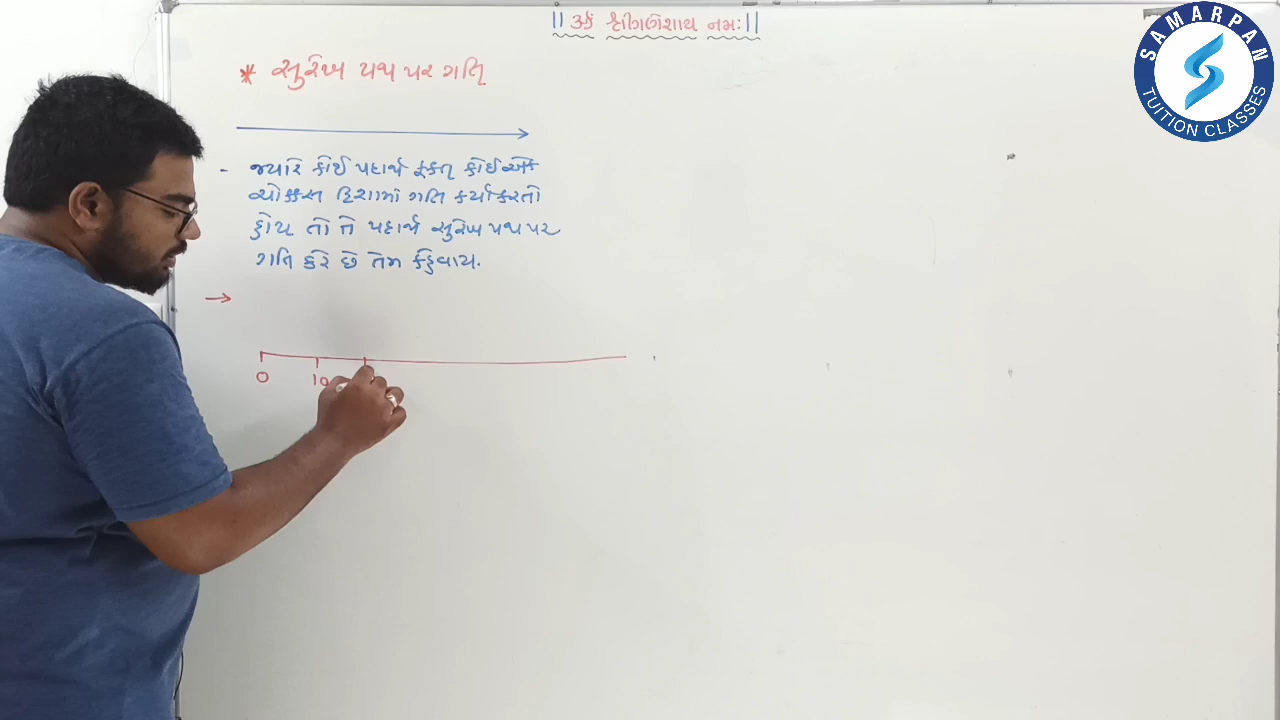 || ૐ શ્રીગણેશાય નમઃ ||
SAMARPAN
TUITION CLASSES
* સુરેખ પથ પર ગતિ
- જ્યારે કોઈ પદાર્થ ફક્ત કોઈ એક
ચોક્કસ દિશામાં ગતિ કર્યા કરતો
હોય તો તે પદાર્થ સુરેખ પથ પર
ગતિ કરે છે તેમ કહેવાય.
→
0 10